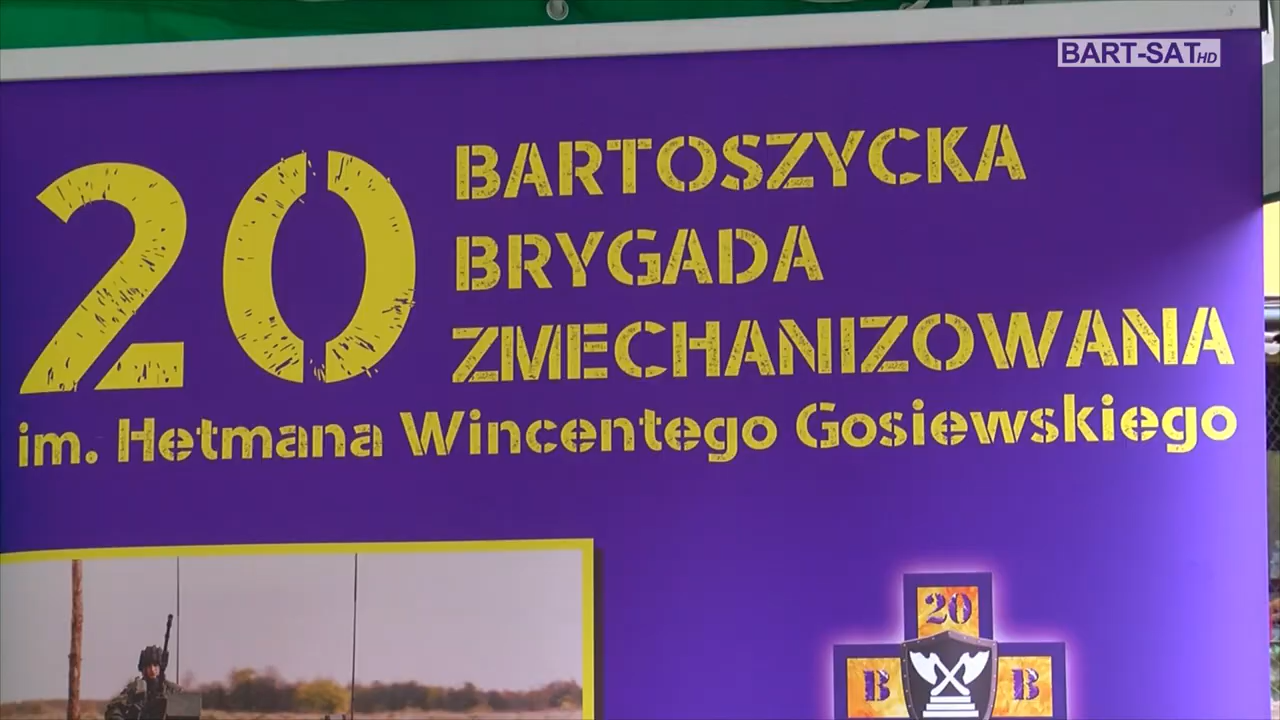 BART-SAT HD
20 BARTOSZYCKA
BRYGADA
ZMECHANIZOWANA
im. Hetmana Wincentego Gosiewskiego
20
B B